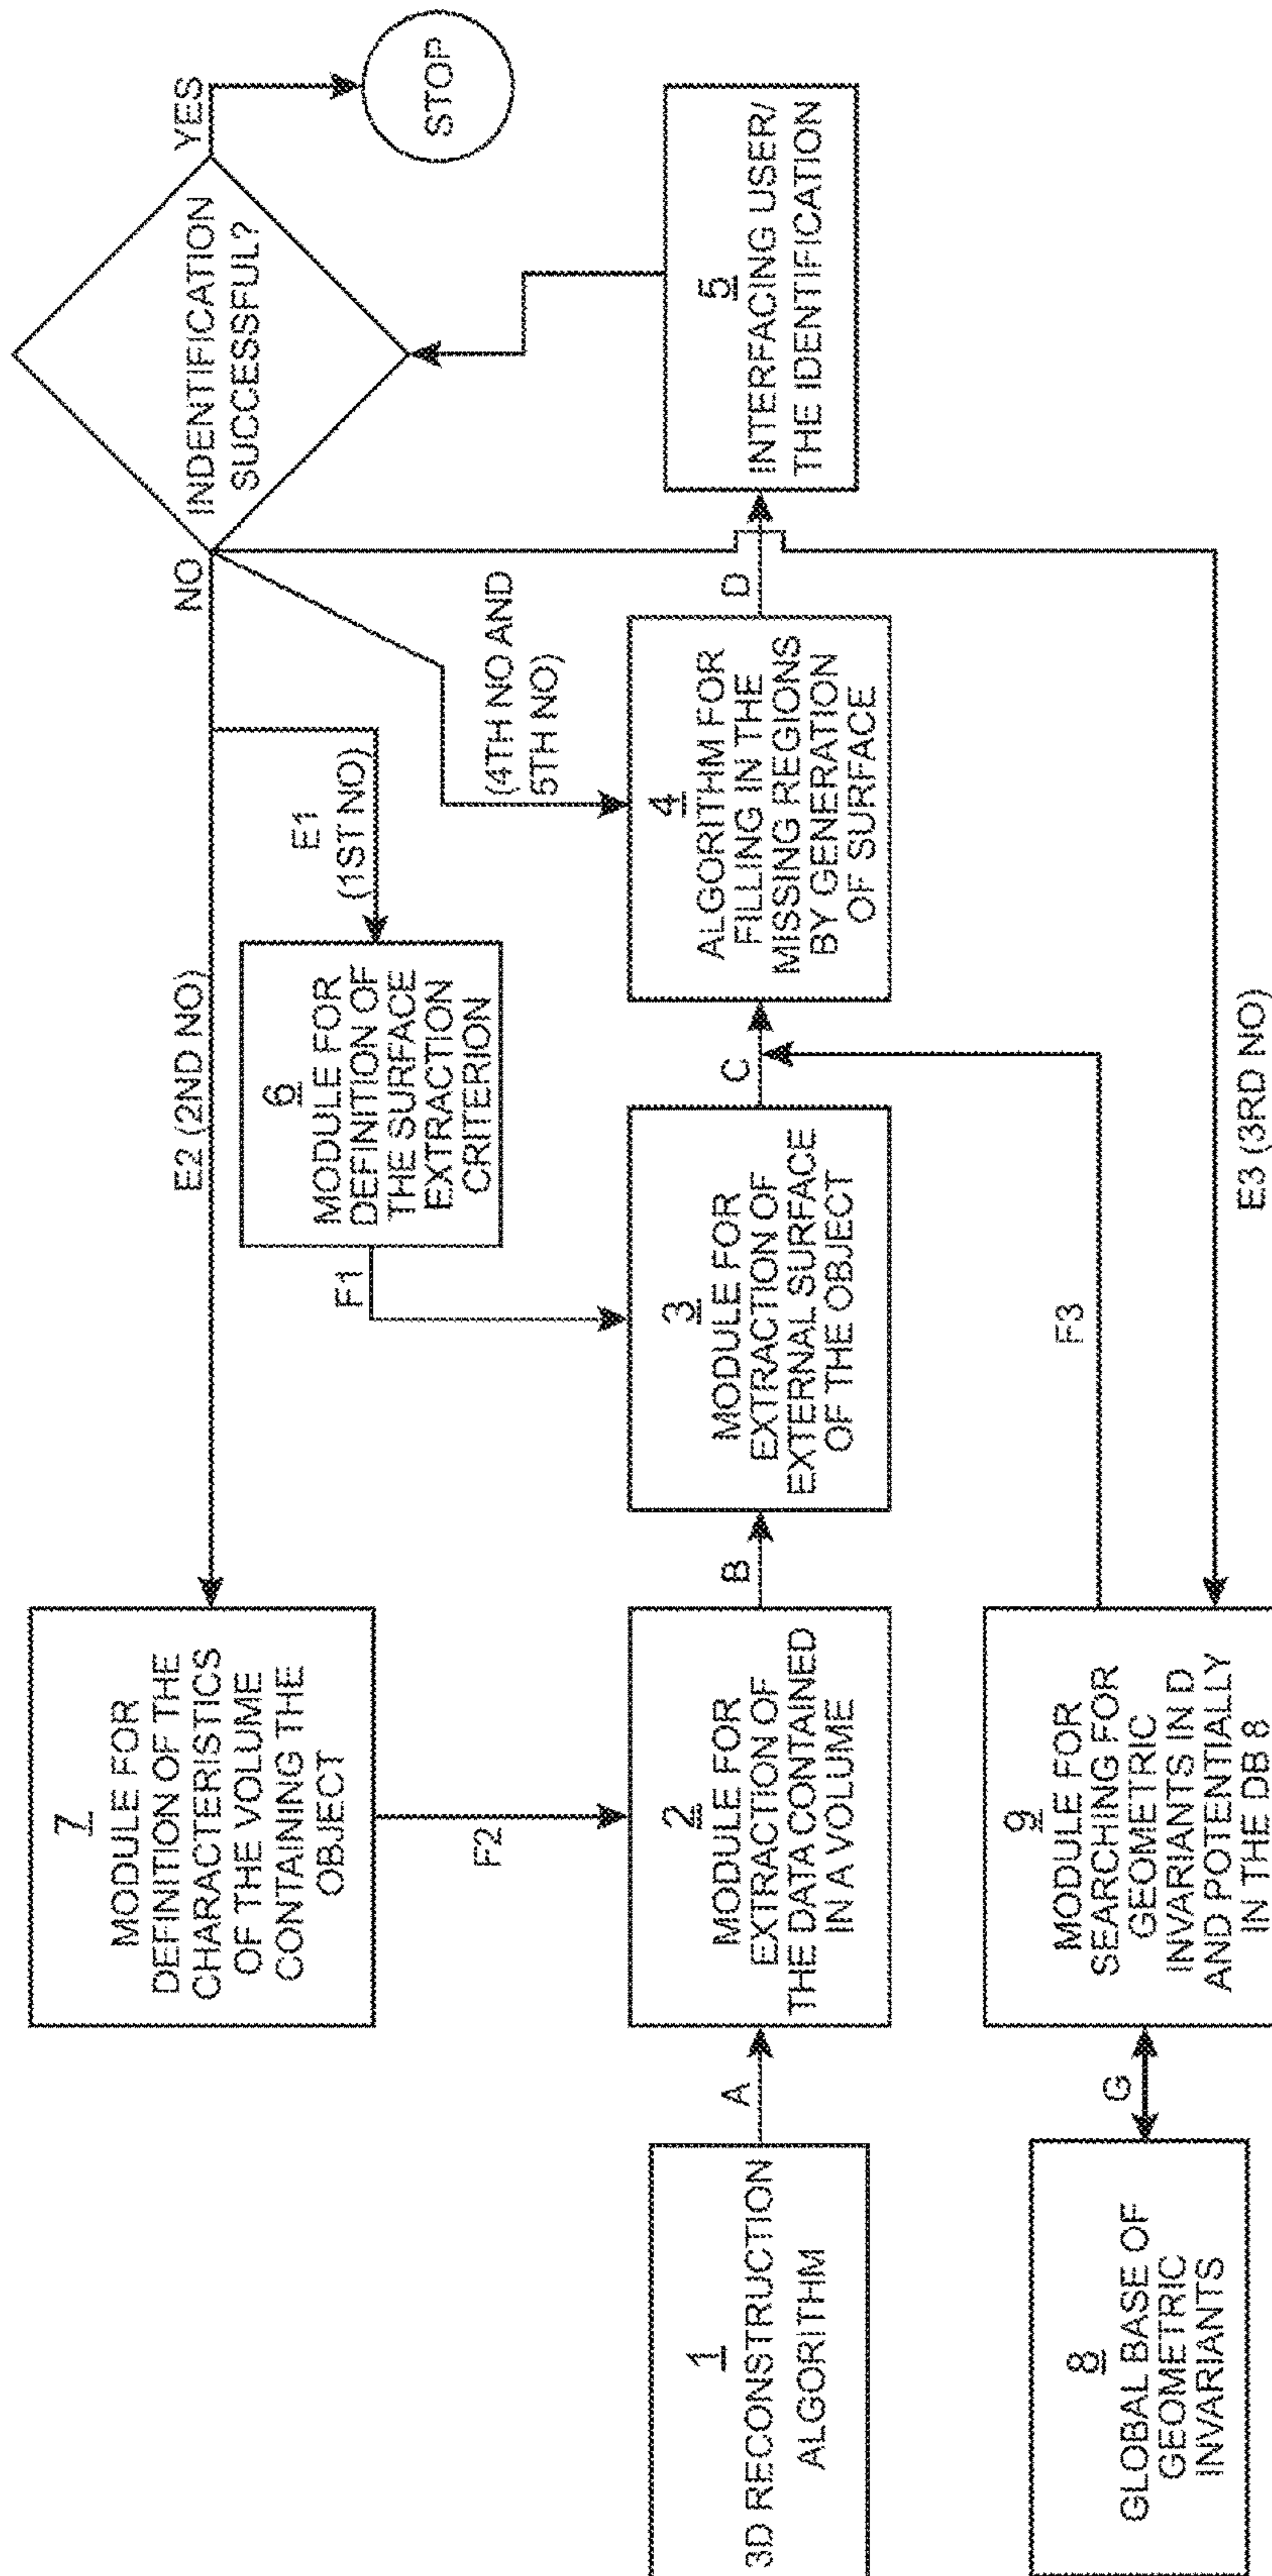 7
MODULE FOR
DEFINITION OF THE
CHARACTERISTICS
OF THE VOLUME
CONTAINING THE
OBJECT
E2 (2ND NO)
NO
INDENTIFICATION
SUCCESSFUL?
YES
STOP
6
MODULE FOR
DEFINITION OF
THE SURFACE
EXTRACTION
CRITERION
E1
(1ST NO)
F1
F2
(4TH NO AND
5TH NO)
1
3D RECONSTRUCTION
ALGORITHM
A
2
MODULE FOR
EXTRACTION OF
THE DATA CONTAINED
IN A VOLUME
B
3
MODULE FOR
EXTRACTION OF
EXTERNAL SURFACE
OF THE OBJECT
C
4
ALGORITHM FOR
FILLING IN THE
MISSING REGIONS
BY GENERATION
OF SURFACE
D
5
INTERFACING USER/
THE IDENTIFICATION
8
GLOBAL BASE OF
GEOMETRIC
INVARIANTS
G
9
MODULE FOR
SEARCHING FOR
GEOMETRIC
INVARIANTS IN D
AND POTENTIALLY
IN THE DB 8
F3
E3 (3RD NO)